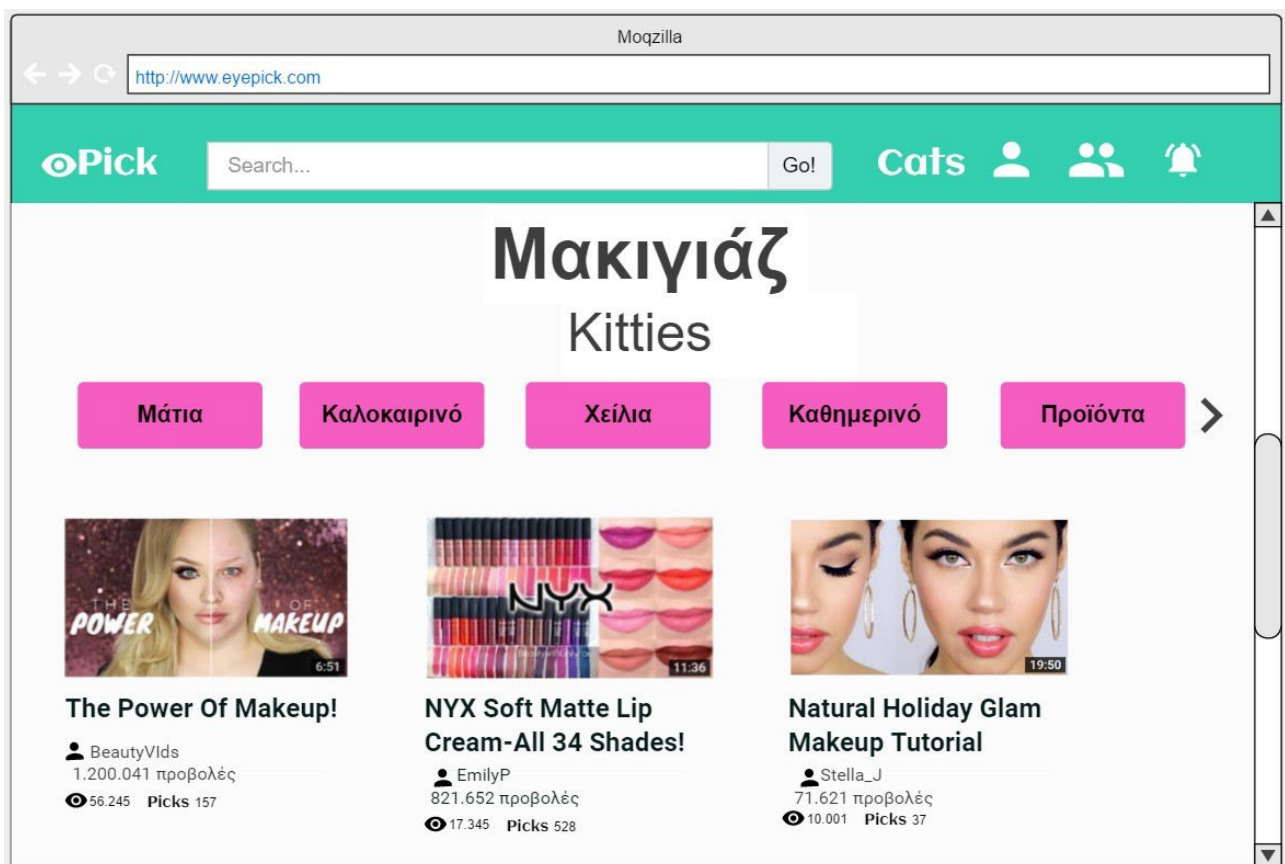 Moqzilla
http://www.eyepick.com
Pick
Search...
Go!
Cats
Μακιγιάζ
Kitties
Μάτια
Καλοκαιρινό
Χείλια
Καθημερινό
Προϊόντα
THE OF
POWER MAKEUP
6:51
NYX
11:36
19:50
The Power Of Makeup!
BeautyVIds
1.200.041 προβολές
56.245 Picks 157
NYX Soft Matte Lip
Cream-All 34 Shades!
EmilyP
821.652 προβολές
17.345 Picks 528
Natural Holiday Glam
Makeup Tutorial
Stella_J
71.621 προβολές
10.001 Picks 37